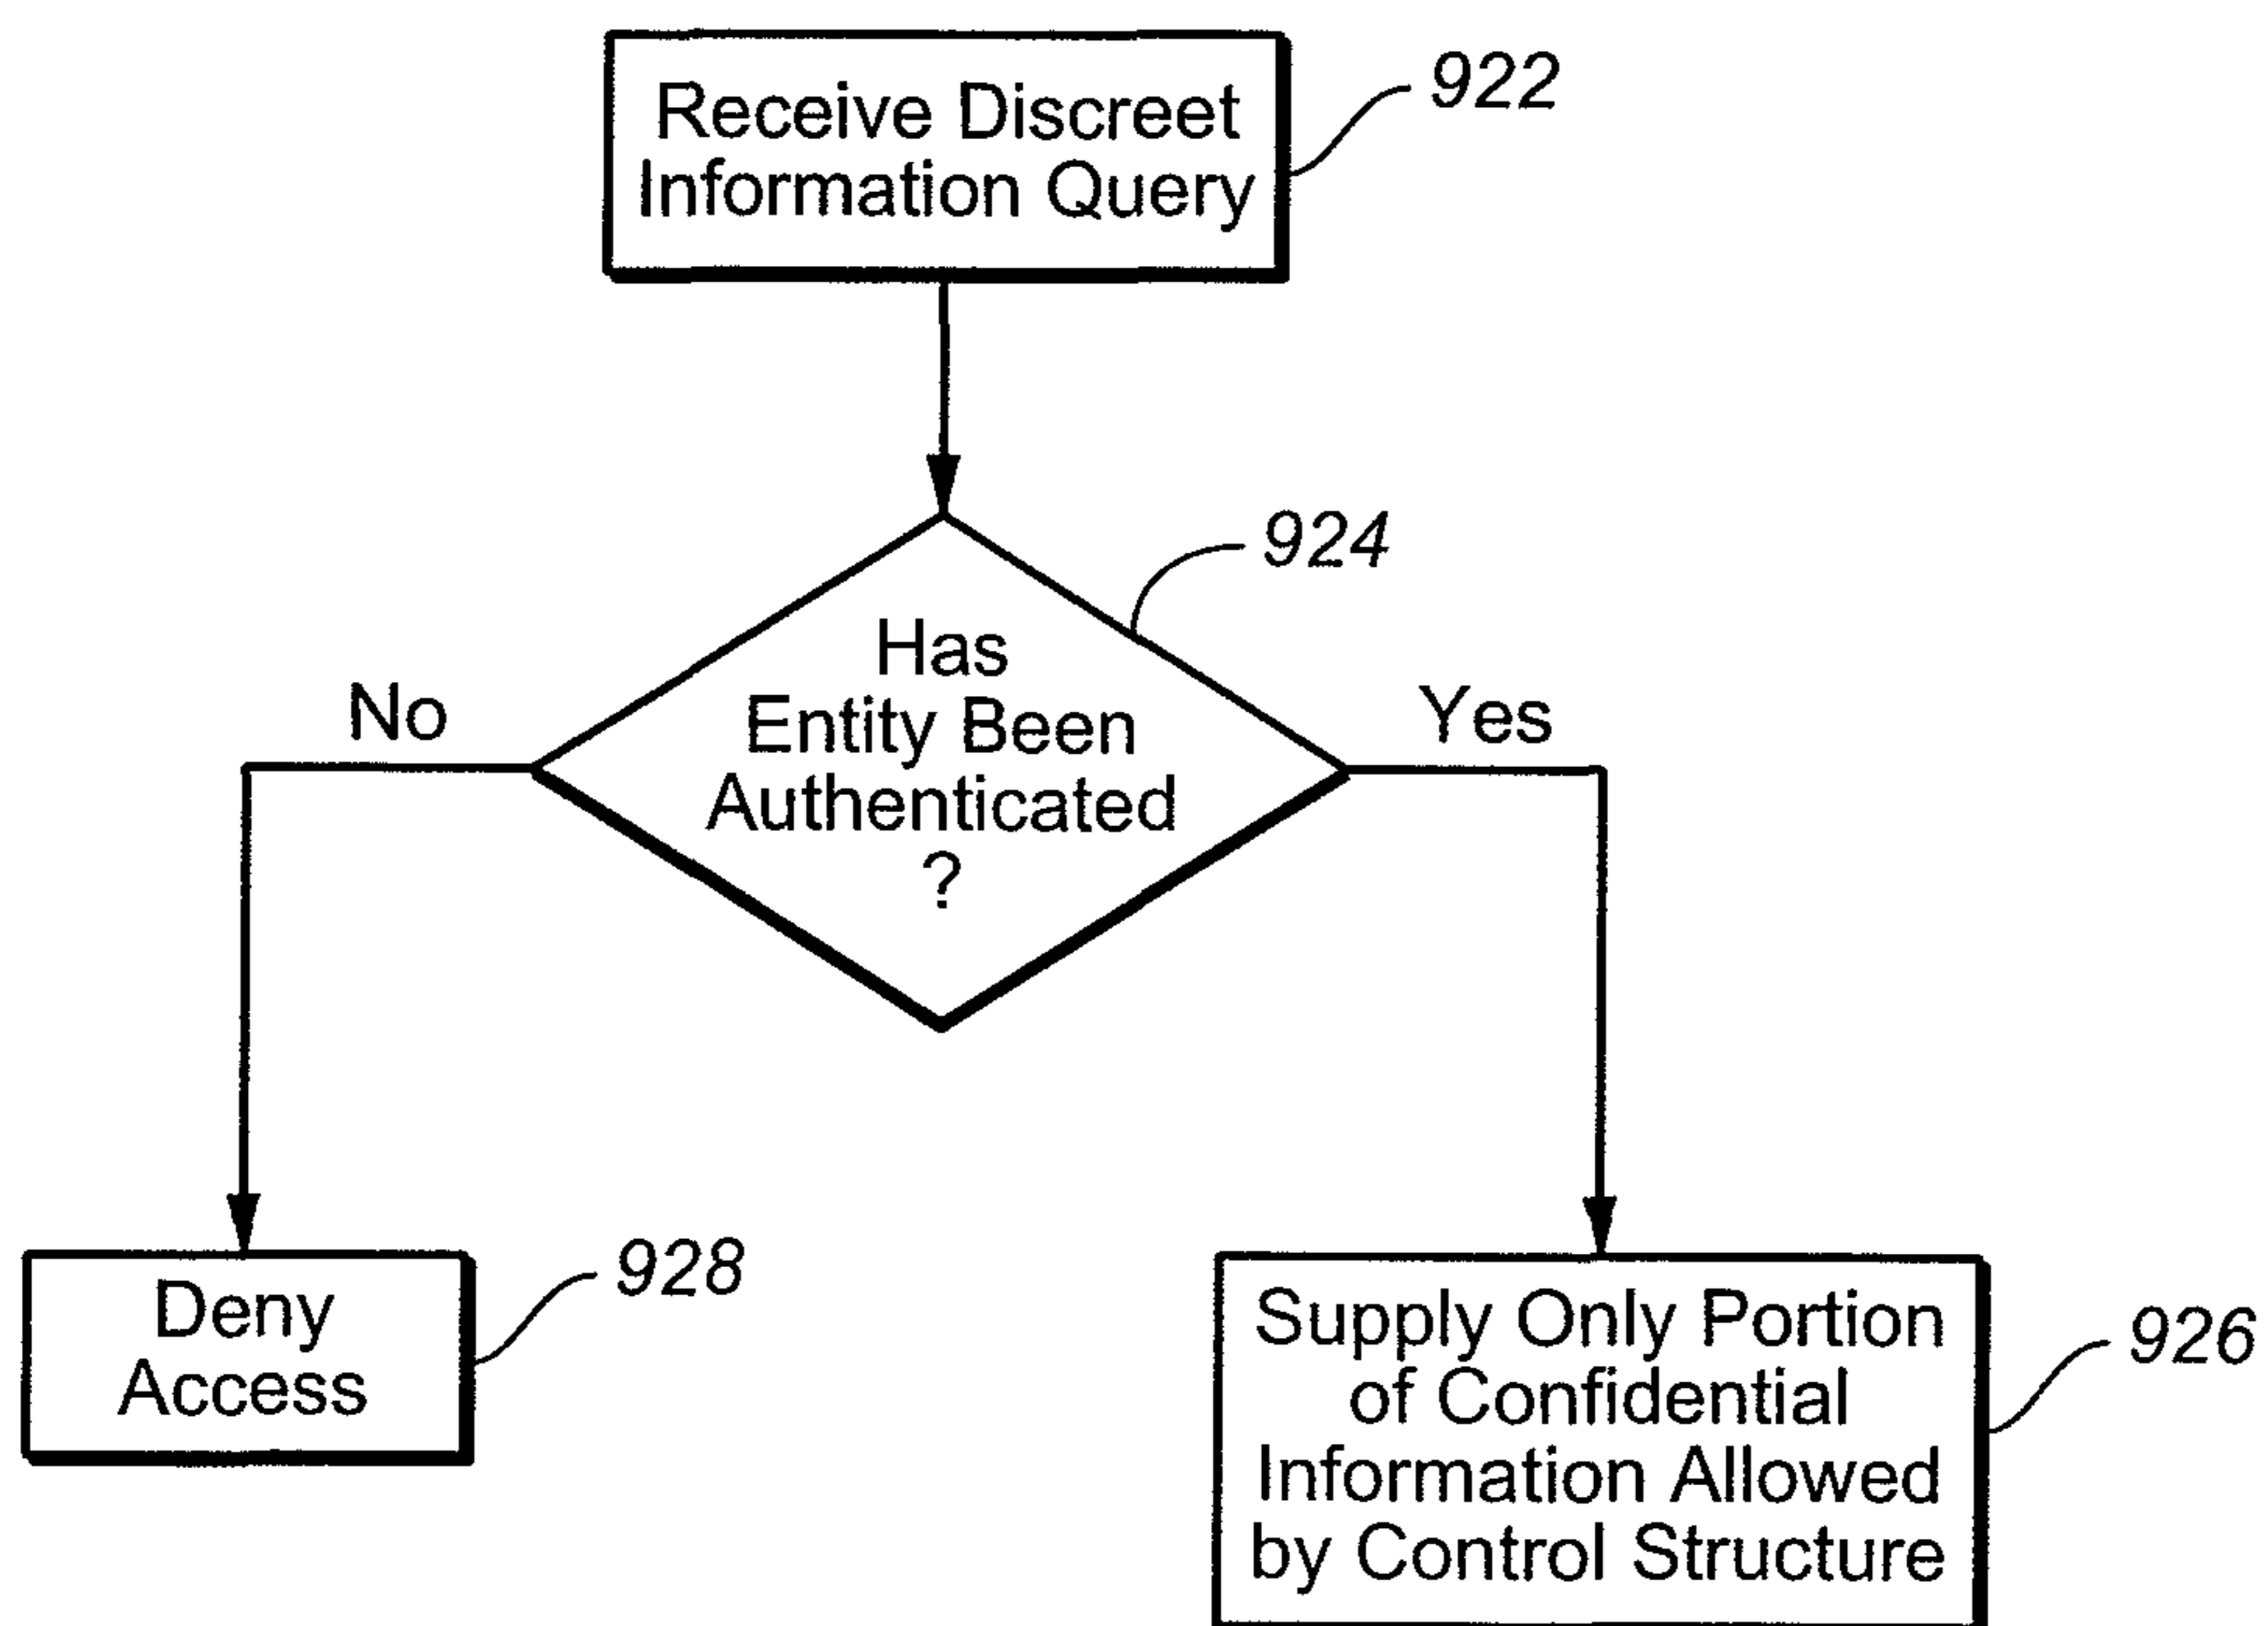 Receive Discreet
Information Query
922
924
Has
Entity Been
Authenticated
?
No
Yes
Deny
Access
928
Supply Only Portion
of Confidential
Information Allowed
by Control Structure
926